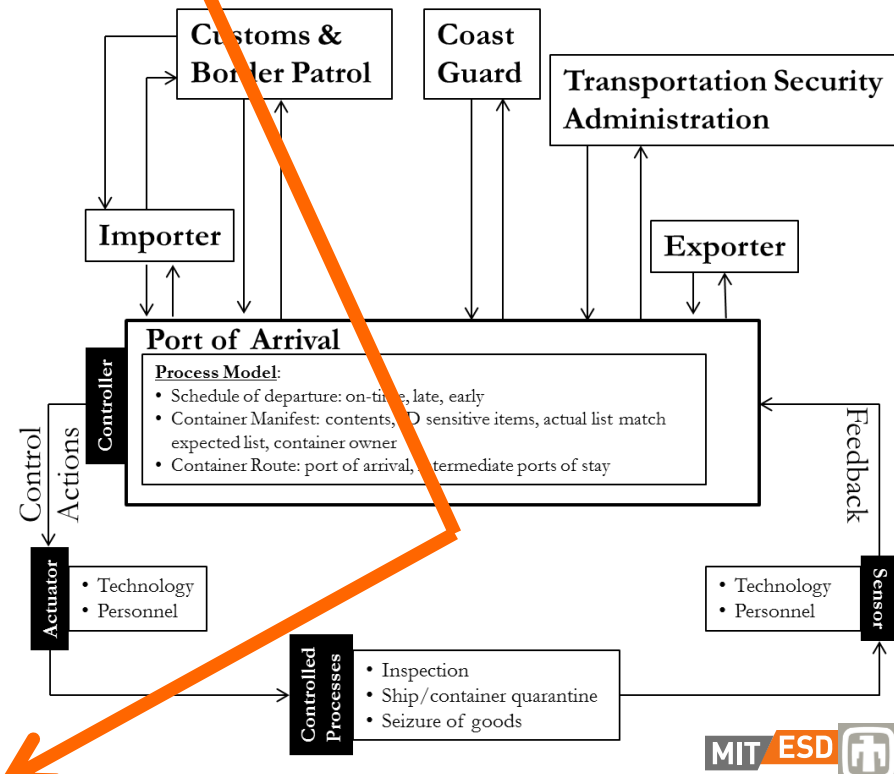 Customs &
Border Patrol
Coast
Guard
Transportation Security
Administration
Importer
Exporter
Port of Arrival
Controller
Process Model:
• Schedule of departure: on-time, late, early
• Container Manifest: contents, sensitive items, actual list match
expected list, container owner
• Container Route: port of arrival, intermediate ports of stay
Control
Actions
Feedback
Actuator
• Technology
• Personnel
• Technology
• Personnel
Sensor
Controlled
Processes
• Inspection
• Ship/container quarantine
• Seizure of goods
MIT ESD